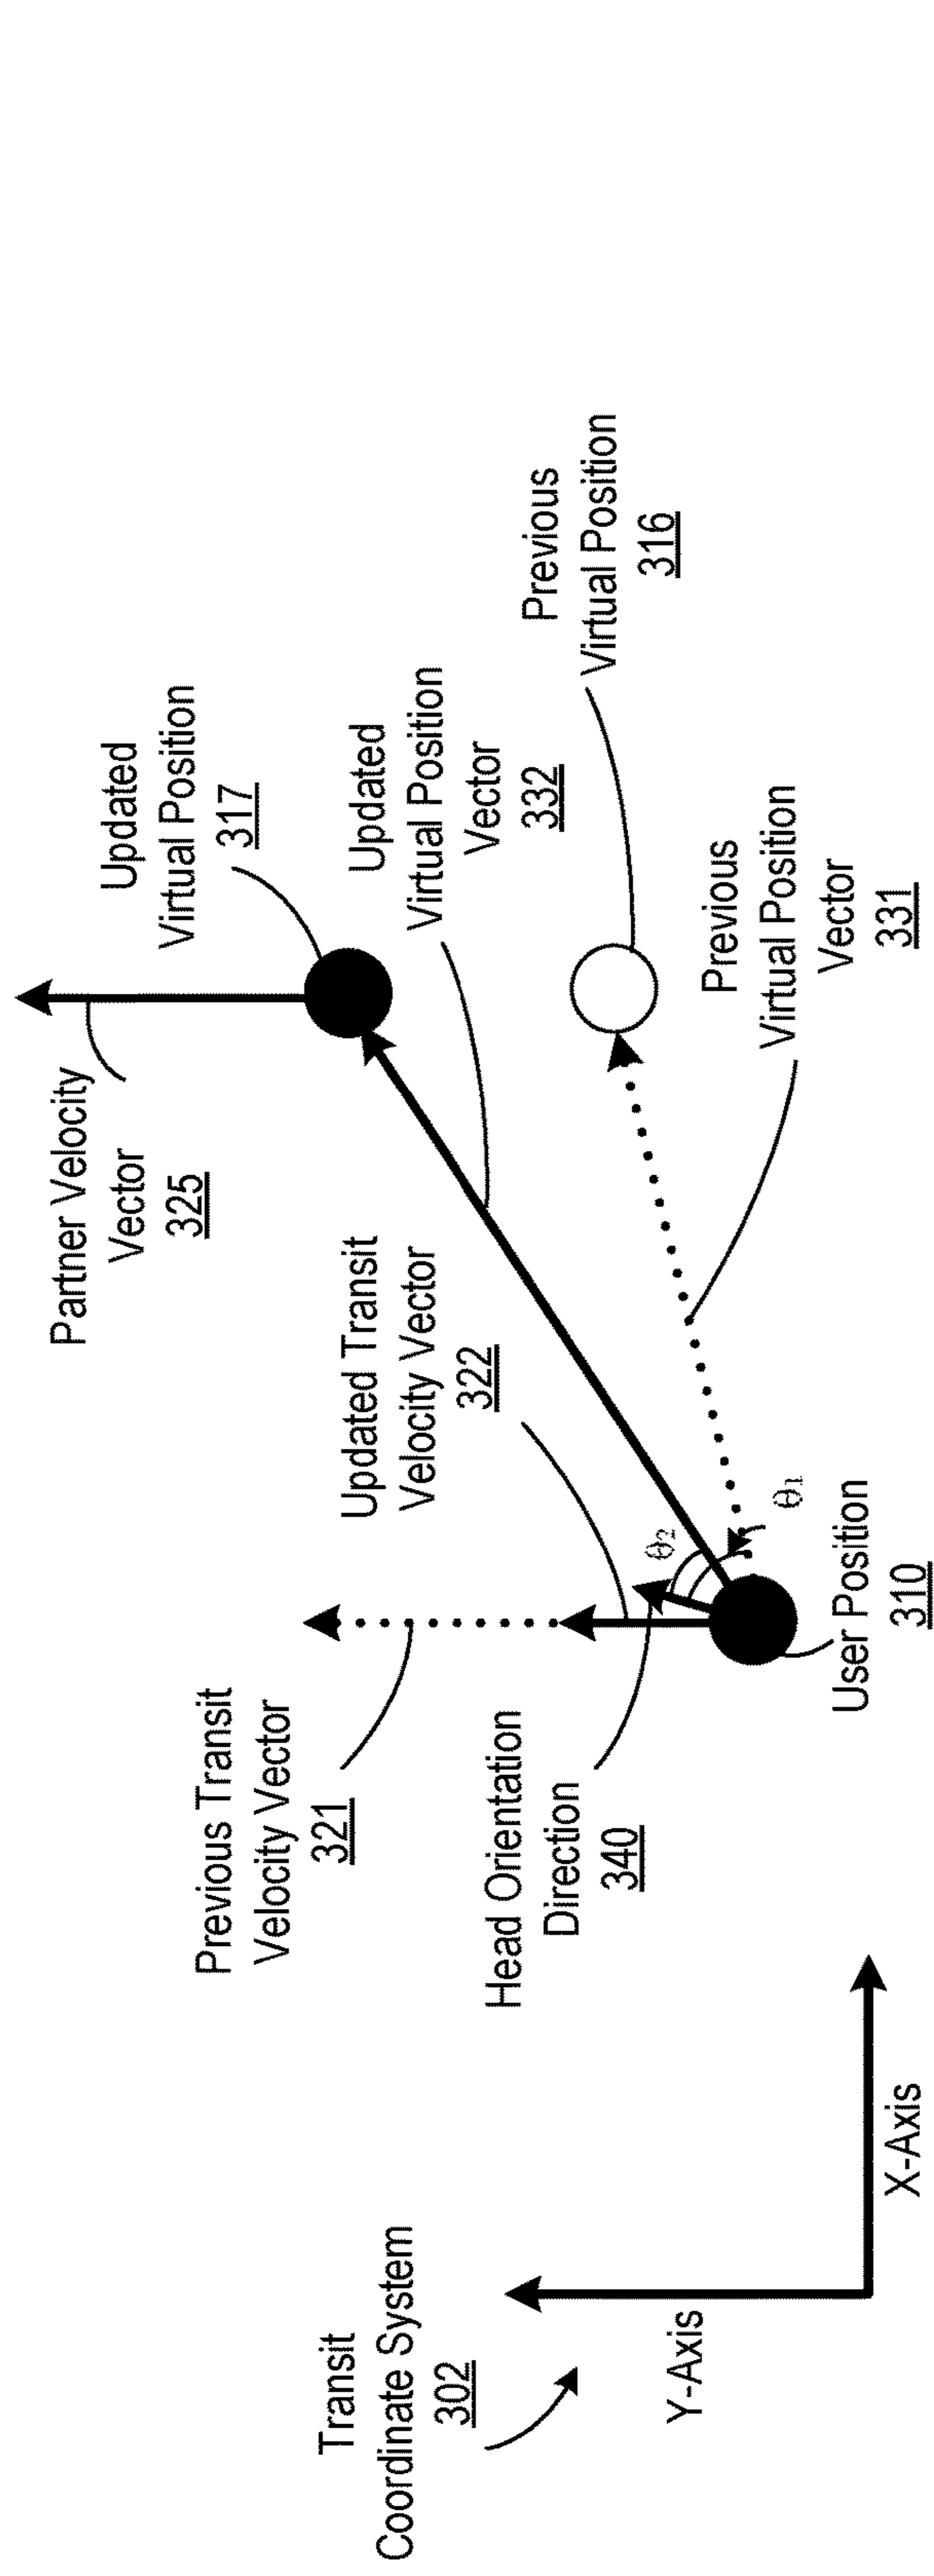 Transit
Coordinate System
302
Y-Axis
X-Axis
Previous Transit
Velocity Vector
321
Head Orientation
Direction
340
User Position
310
Updated Transit
Velocity Vector
322
θ2
θ1
Partner Velocity
Vector
325
Updated
Virtual Position
317
Updated
Virtual Position
Vector
332
Previous
Virtual Position
Vector
331
Previous
Virtual Position
316